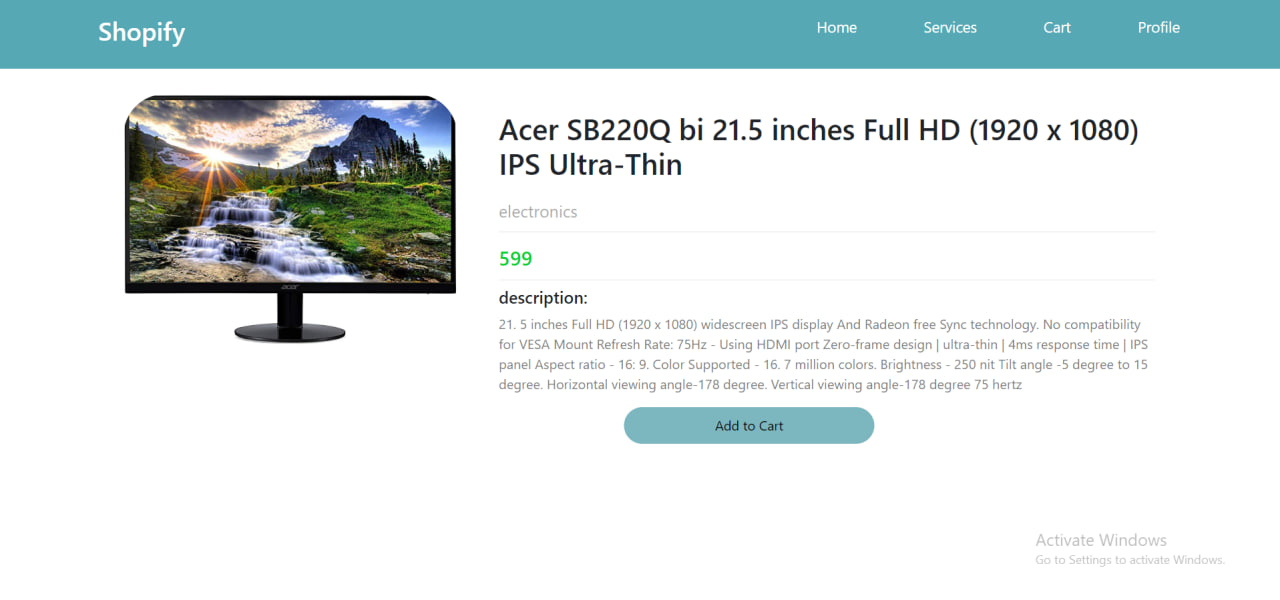 Shopify
Home
Services
Cart
Profile
acer
Acer SB220Q bi 21.5 inches Full HD (1920 x 1080)
IPS Ultra-Thin
electronics
599
description:
21. 5 inches Full HD (1920 x 1080) widescreen IPS display And Radeon free Sync technology. No compatibility
for VESA Mount Refresh Rate: 75Hz - Using HDMI port Zero-frame design | ultra-thin | 4ms response time | IPS
panel Aspect ratio - 16: 9. Color Supported - 16. 7 million colors. Brightness - 250 nit Tilt angle -5 degree to 15
degree. Horizontal viewing angle-178 degree. Vertical viewing angle-178 degree 75 hertz
Add to Cart
Activate Windows
Go to Settings to activate Windows.